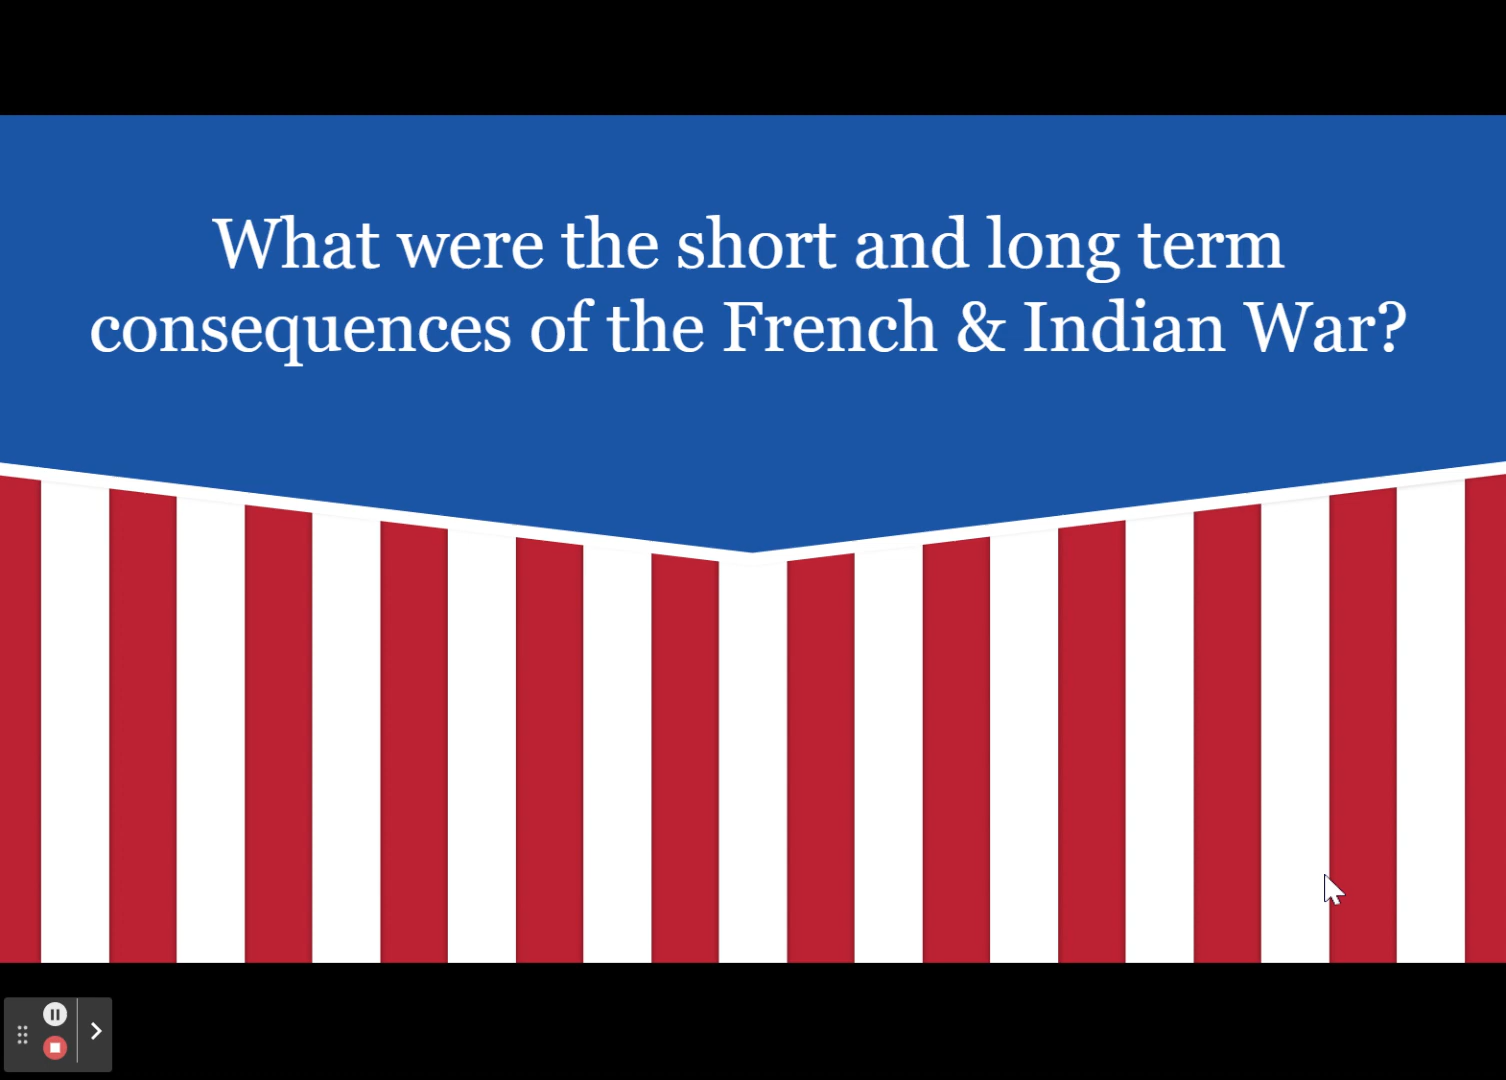 What were the short and long term
consequences of the French & Indian War?